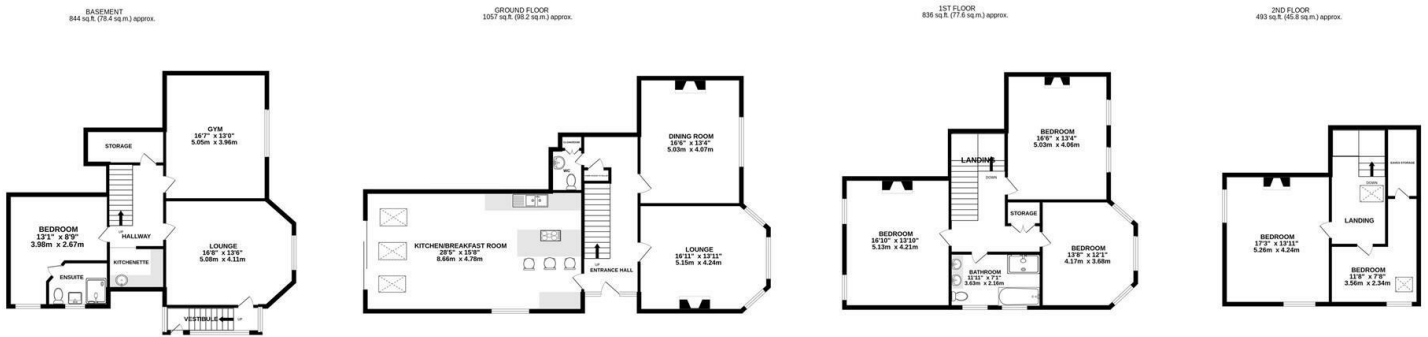 BASEMENT
844 sq.ft. (78.4 sq.m.) approx.
GYM
16'7" x 13'0"
5.05m x 3.96m
STORAGE
BEDROOM
13'1" x 8'9"
3.98m x 2.67m
UP
HALLWAY
LOUNGE
16'8" x 13'6"
5.08m x 4.11m
KITCHENETTE
ENSUITE
VESTIBULE
UP
GROUND FLOOR
1057 sq.ft. (98.2 sq.m.) approx.
DINING ROOM
16'6" x 13'4"
5.03m x 4.07m
WC
KITCHEN/BREAKFAST ROOM
28'5" x 15'8"
8.66m x 4.78m
LOUNGE
16'11" x 13'11"
5.15m x 4.24m
UP
ENTRANCE HALL
1ST FLOOR
836 sq.ft. (77.6 sq.m.) approx.
BEDROOM
16'6" x 13'4"
5.03m x 4.06m
LANDING
DOWN
BEDROOM
16'10" x 13'10"
5.13m x 4.21m
STORAGE
BEDROOM
13'8" x 12'1"
4.17m x 3.68m
BATHROOM
11'11" x 7'1"
3.63m x 2.16m
2ND FLOOR
493 sq.ft. (45.8 sq.m.) approx.
EAVES STORAGE
DOWN
LANDING
BEDROOM
17'3" x 13'11"
5.26m x 4.24m
BEDROOM
11'8" x 7'8"
3.56m x 2.34m